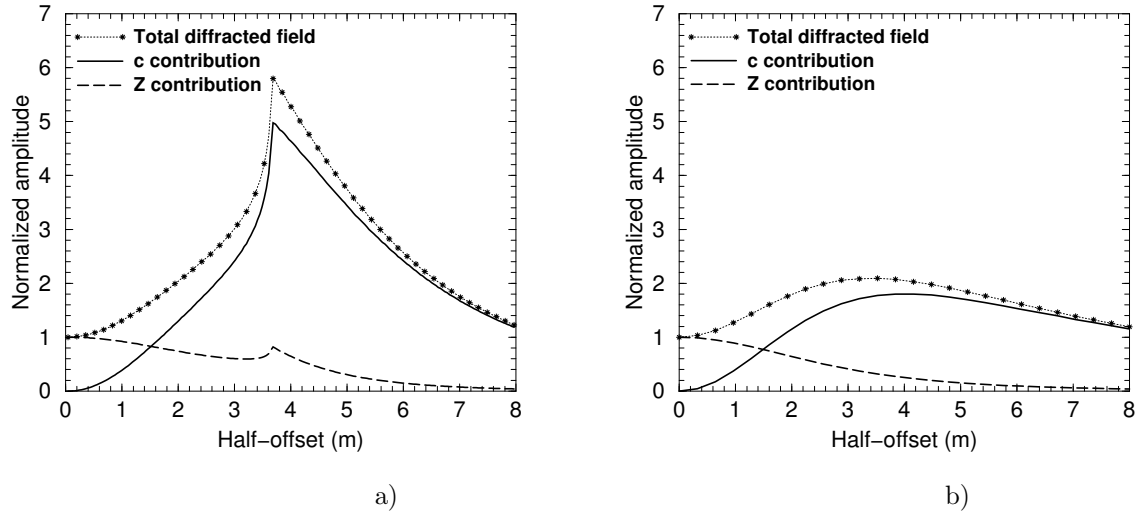 7
6
5
4
3
2
1
0
Normalized amplitude
Total diffracted field
c contribution
Z contribution
0 1 2 3 4 5 6 7 8
Half−offset (m)
a)
7
6
5
4
3
2
1
0
Normalized amplitude
Total diffracted field
c contribution
Z contribution
0 1 2 3 4 5 6 7 8
Half−offset (m)
b)